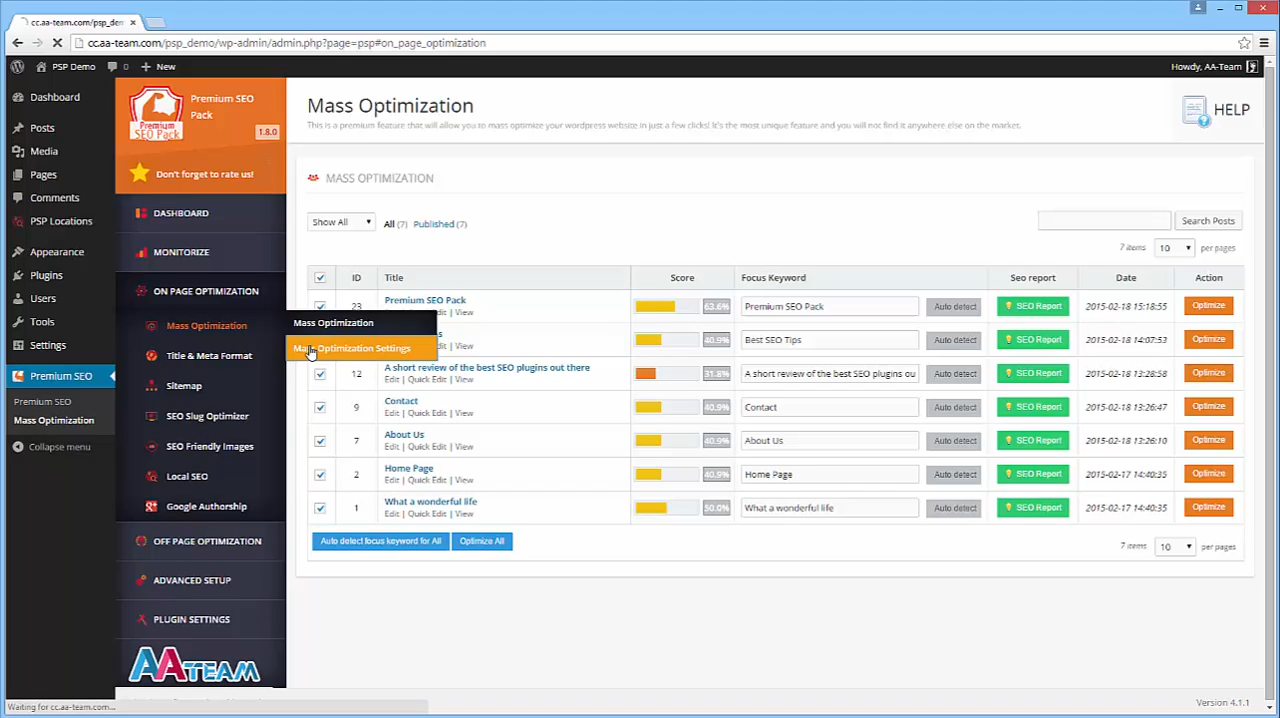 cc.aa-team.com/psp_den
cc.aa-team.com/psp_demo/wp-admin/admin.php?page=psp#on_page_optimization
PSP Demo 0 New Howdy, AA-Team
Dashboard
Posts
Media
Pages
Comments
PSP Locations
Appearance
Plugins
Users
Tools
Settings
Premium SEO
Premium SEO
Mass Optimization
Collapse menu
Premium SEO
Pack
Premium
SEO Pack
1.8.0
Don't forget to rate us!
DASHBOARD
MONITORIZE
ON PAGE OPTIMIZATION
Mass Optimization
Title & Meta Format
Sitemap
SEO Slug Optimizer
SEO Friendly Images
Local SEO
Google Authorship
OFF PAGE OPTIMIZATION
ADVANCED SETUP
PLUGIN SETTINGS
AATEAM
Mass Optimization
Mass Optimization Settings
Mass Optimization
HELP
This is a premium feature that will allow you to mass optimize your wordpress website in just a few clicks! It's the most unique feature and you will not find it anywhere else on the market.
MASS OPTIMIZATION
Show All All (7) Published (7) Search Posts
7 items 10 per pages
ID Title Score Focus Keyword Seo report Date Action
23 Premium SEO Pack 63.6% Premium SEO Pack Auto detect SEO Report 2015-02-18 15:18:55 Optimize
Edit | View
40.9% Best SEO Tips Auto detect SEO Report 2015-02-18 14:07:53 Optimize
Edit | View
12 A short review of the best SEO plugins out there 31.8% A short review of the best SEO plugins ou Auto detect SEO Report 2015-02-18 13:28:58 Optimize
Edit | Quick Edit | View
9 Contact 40.9% Contact Auto detect SEO Report 2015-02-18 13:26:47 Optimize
Edit | Quick Edit | View
7 About Us 40.9% About Us Auto detect SEO Report 2015-02-18 13:26:10 Optimize
Edit | Quick Edit | View
2 Home Page 40.9% Home Page Auto detect SEO Report 2015-02-17 14:40:35 Optimize
Edit | Quick Edit | View
1 What a wonderful life 50.0% What a wonderful life Auto detect SEO Report 2015-02-17 14:40:35 Optimize
Edit | Quick Edit | View
Auto detect focus keyword for All Optimize All
7 items 10 per pages
Waiting for cc.aa-team.com...
Version 4.1.1